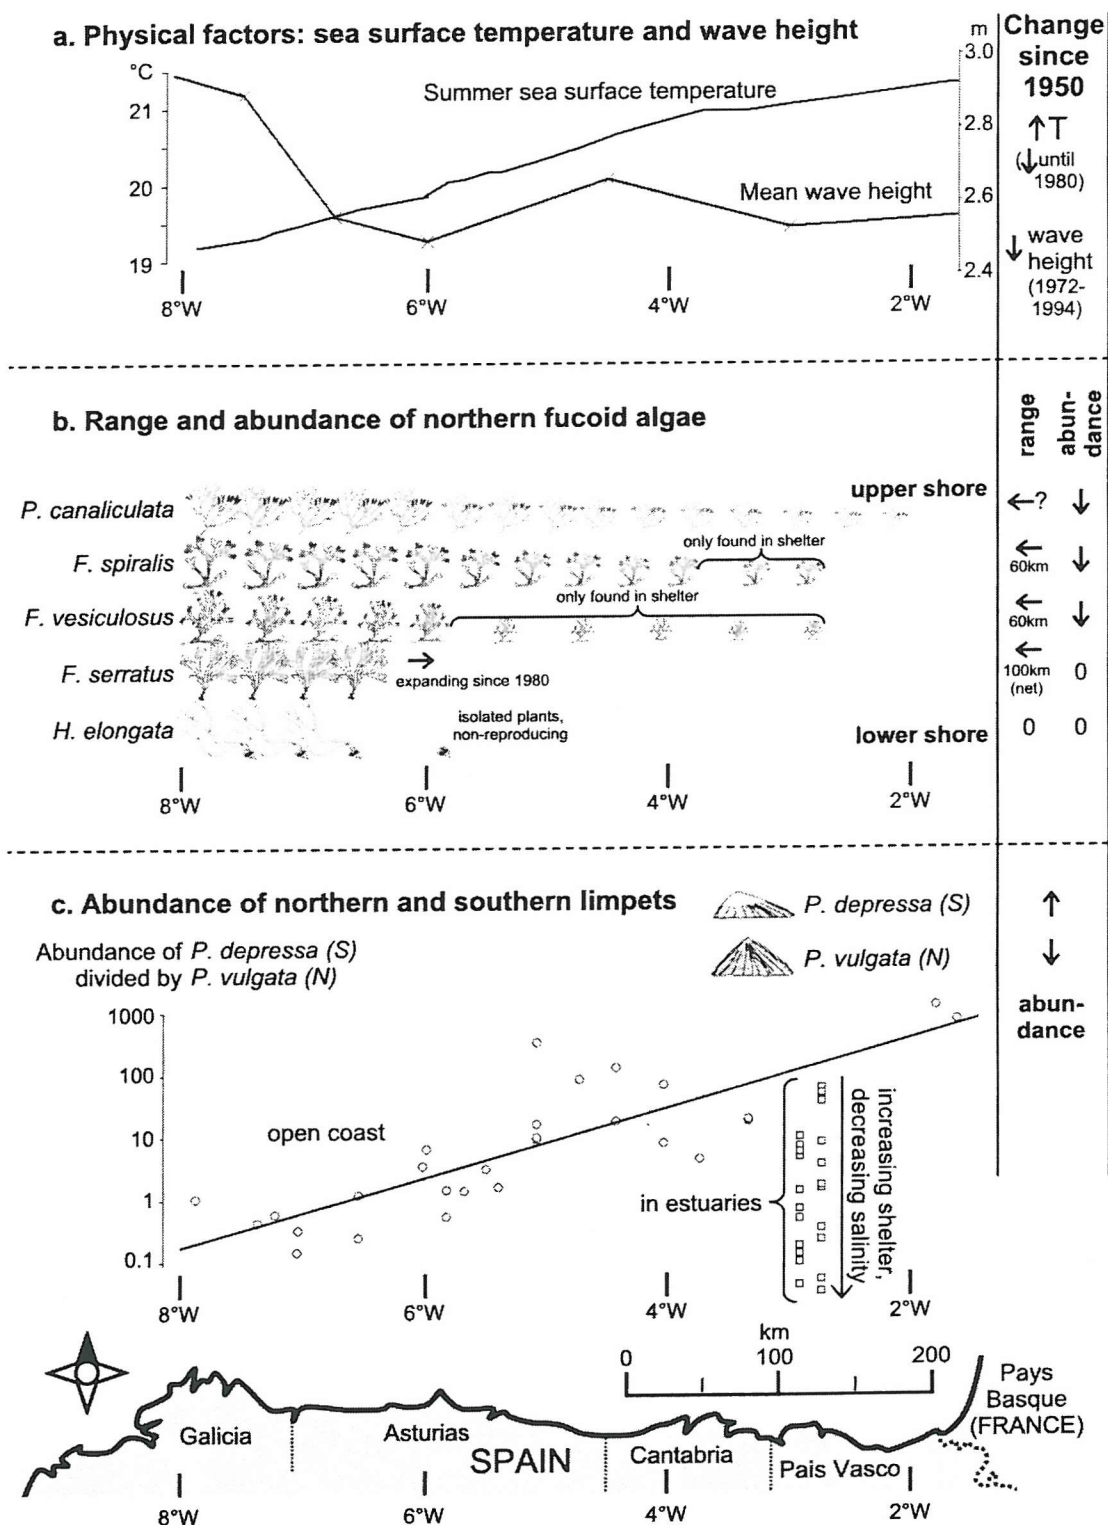 a. Physical factors: sea surface temperature and wave height
°C
21
20
19
Summer sea surface temperature
Mean wave height
m
3.0
2.8
2.6
2.4
8°W
6°W
4°W
2°W
Change
since
1950
↑T
(↓until
1980)
↓ wave
height
(1972-
1994)
b. Range and abundance of northern fucoid algae
range
abun-
dance
upper shore
P. canaliculata
←? ↓
only found in shelter
F. spiralis
←
60km ↓
only found in shelter
F. vesiculosus
←
60km ↓
F. serratus
→
expanding since 1980
←
100km 0
(net)
H. elongata
isolated plants,
non-reproducing
lower shore
0 0
8°W
6°W
4°W
2°W
c. Abundance of northern and southern limpets
P. depressa (S)
↑
P. vulgata (N)
↓
abun-
dance
Abundance of P. depressa (S)
divided by P. vulgata (N)
1000
100
10
1
0.1
open coast
in estuaries
increasing shelter,
decreasing salinity
8°W
6°W
4°W
2°W
km
0
100
200
Pays
Basque
(FRANCE)
Galicia
Asturias
SPAIN
Cantabria
Pais Vasco
8°W
6°W
4°W
2°W